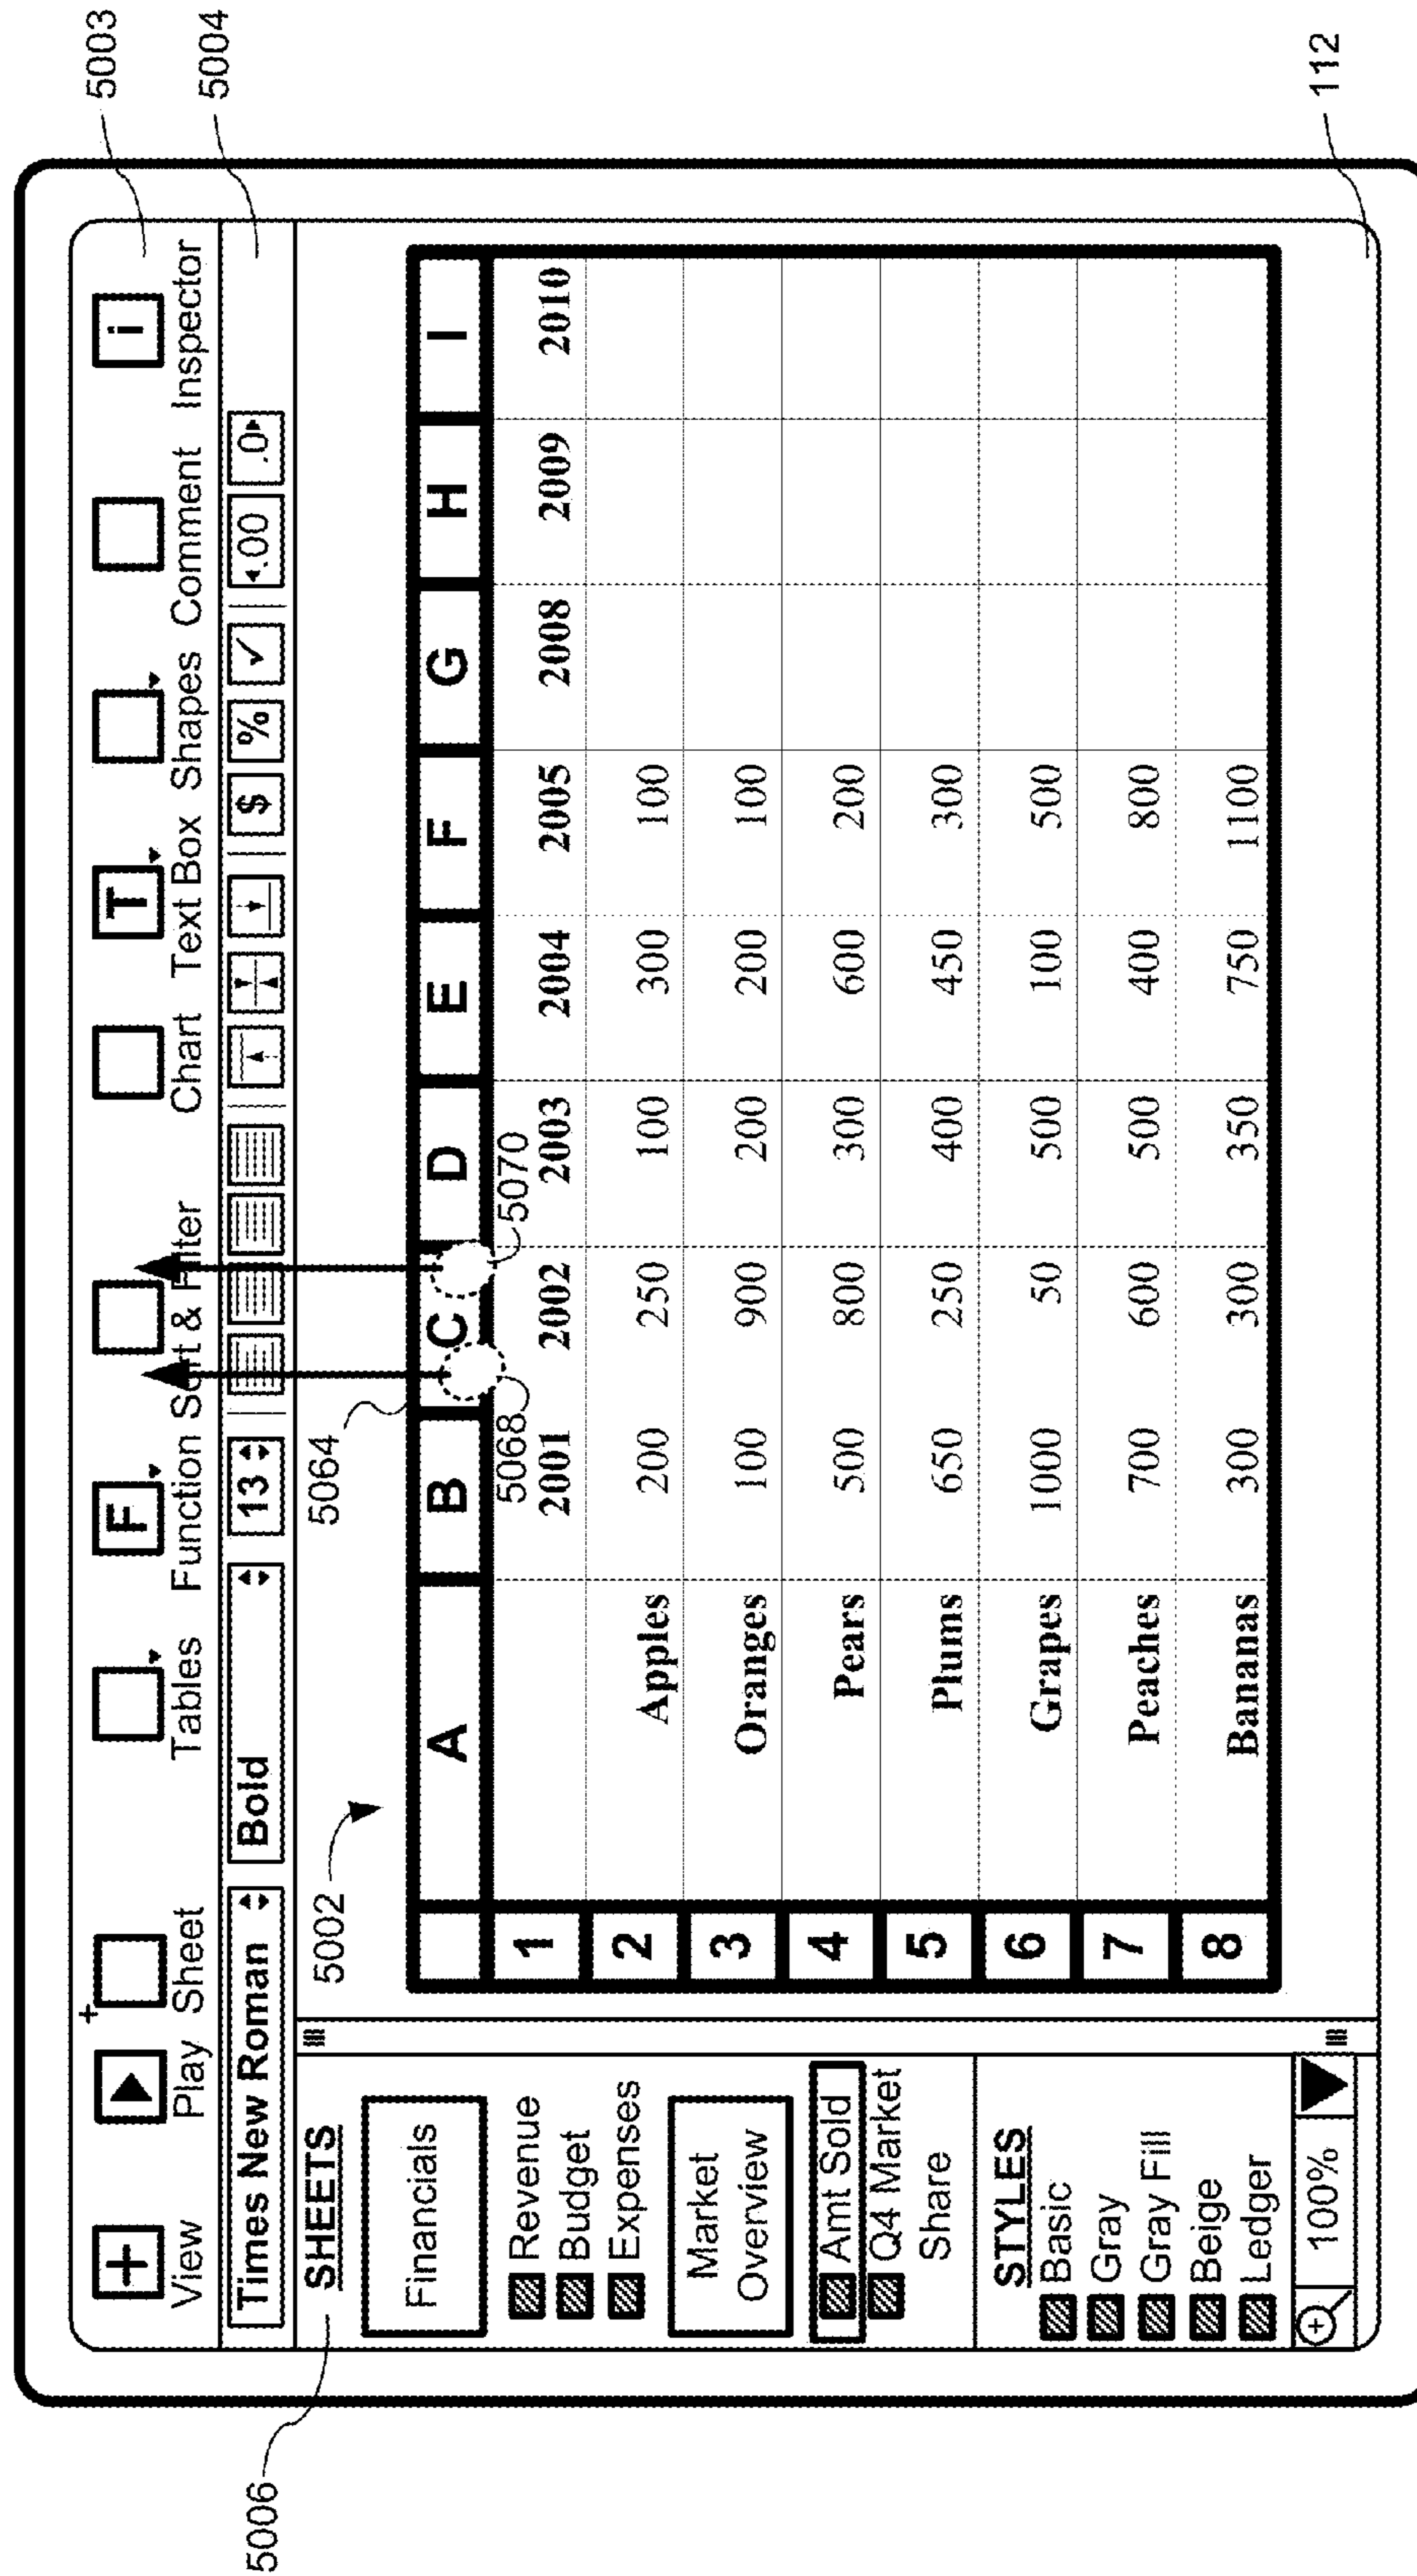 5003
5004
View Play Sheet Tables Function Sort & Filter Chart Text Box Shapes Comment Inspector
+ + F T i
Times New Roman Bold 13 $ % ✓ .00 .0
5006
SHEETS
Financials
Revenue
Budget
Expenses
Market
Overview
Amt Sold
Q4 Market
Share
STYLES
Basic
Gray
Gray Fill
Beige
Ledger
100%
5002
5064
A B C D E F G H I
5068 5070
1 2001 2002 2003 2004 2005 2008 2009 2010
2 Apples 200 250 100 300 100
3 Oranges 100 900 200 200 100
4 Pears 500 800 300 600 200
5 Plums 650 250 400 450 300
6 Grapes 1000 50 500 100 500
7 Peaches 700 600 500 400 800
8 Bananas 300 300 350 750 1100
112